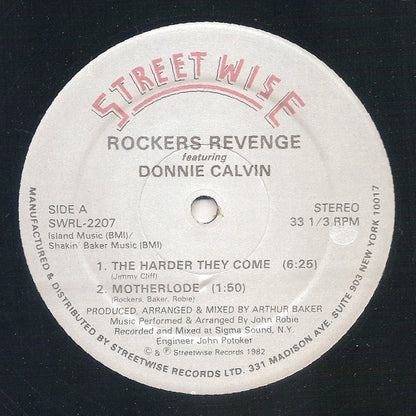 STREETWISE
ROCKERS REVENGE
featuring
DONNIE CALVIN
SIDE A
SWRL-2207
Island Music (BMI)/
Shakin' Baker Music (BMI)
STEREO
33 1/3 RPM
1. THE HARDER THEY COME (6:25)
(Jimmy Cliff)
2. MOTHERLODE (1:50)
(Rockers, Baker, Robie)
PRODUCED, ARRANGED & MIXED BY ARTHUR BAKER
Music Performed & Arranged By John Robie
Recorded and Mixed at Sigma Sound, N.Y.
Engineer John Potoker
© & Ⓟ Streetwise Records 1982
MANUFACTURED & DISTRIBUTED BY STREETWISE RECORDS LTD. 331 MADISON AVE. SUITE 903 NEW YORK 10017